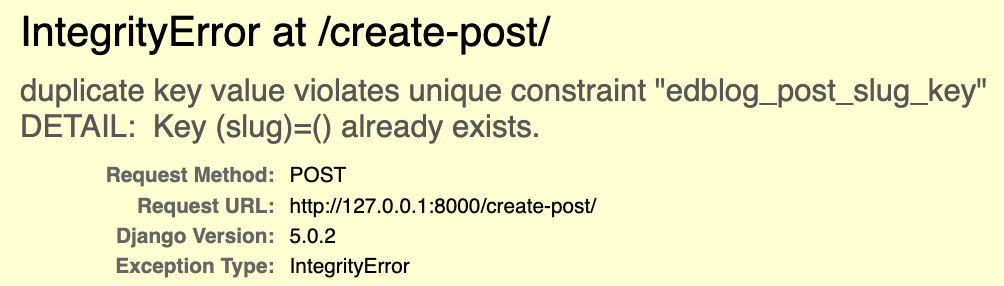 IntegrityError at /create-post/
duplicate key value violates unique constraint "edblog_post_slug_key"
DETAIL:  Key (slug)=() already exists.
Request Method: POST
Request URL: http://127.0.0.1:8000/create-post/
Django Version: 5.0.2
Exception Type: IntegrityError